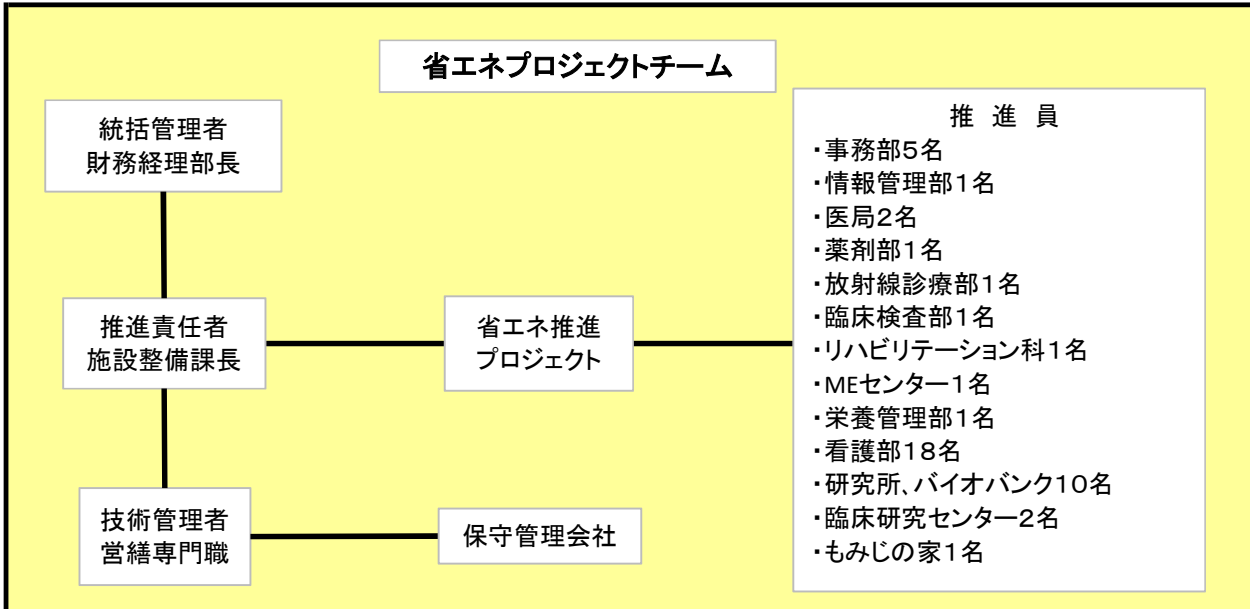 省エネプロジェクトチーム
統括管理者
財務経理部長
推進責任者
施設整備課長
省エネ推進
プロジェクト
技術管理者
営繕専門職
保守管理会社
推 進 員
・事務部5名
・情報管理部1名
・医局2名
・薬剤部1名
・放射線診療部1名
・臨床検査部1名
・リハビリテーション科1名
・MEセンター1名
・栄養管理部1名
・看護部18名
・研究所、バイオバンク10名
・臨床研究センター2名
・もみじの家1名